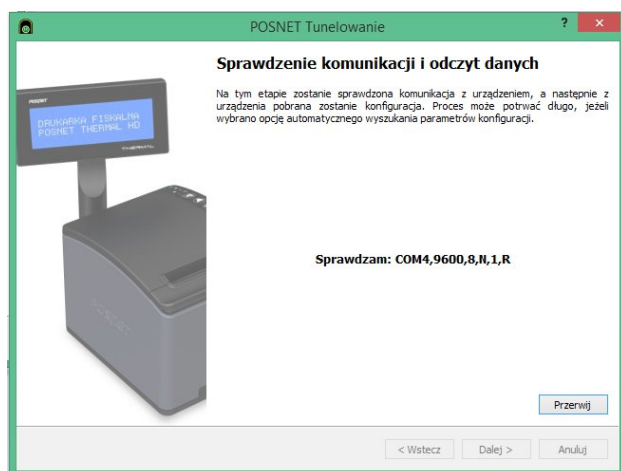 POSNET Tunelowanie
?
×
Sprawdzenie komunikacji i odczyt danych
Na tym etapie zostanie sprawdzona komunikacja z urządzeniem, a następnie z
urządzenia pobrana zostanie konfiguracja. Proces może potrwać długo, jeżeli
wybrano opcję automatycznego wyszukania parametrów konfiguracji.
POSNET
DRUKARKA FISKALNA
POSNET THERMAL HD
THERMAL
Sprawdzam: COM4,9600,8,N,1,R
POSNET
Przerwij
< Wstecz
Dalej >
Anuluj